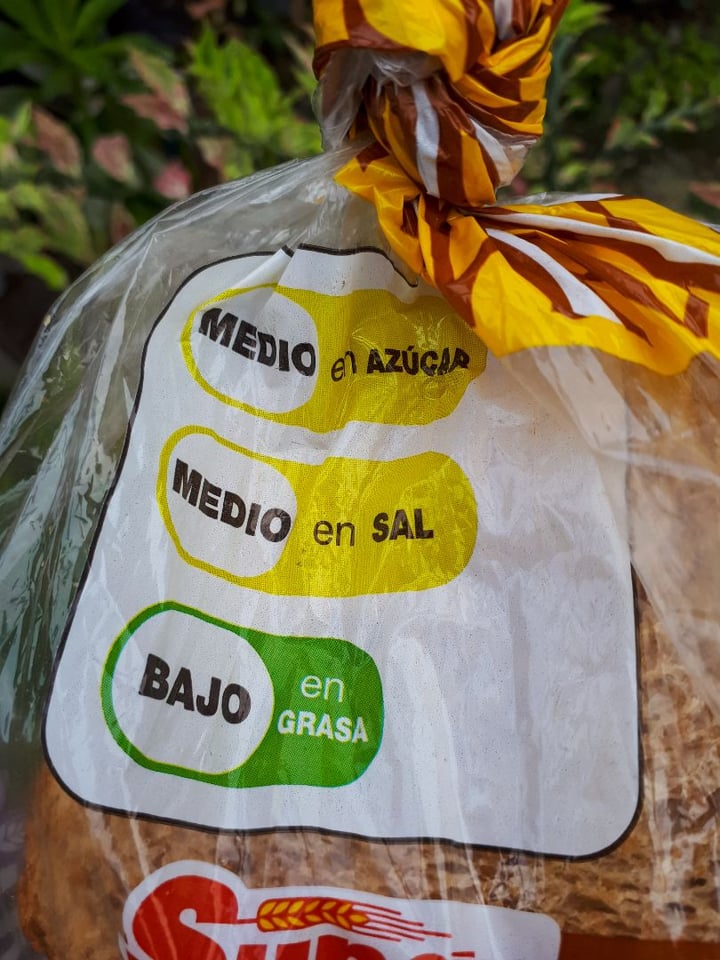 MEDIO en AZÚCAR
MEDIO en SAL
BAJO en
GRASA